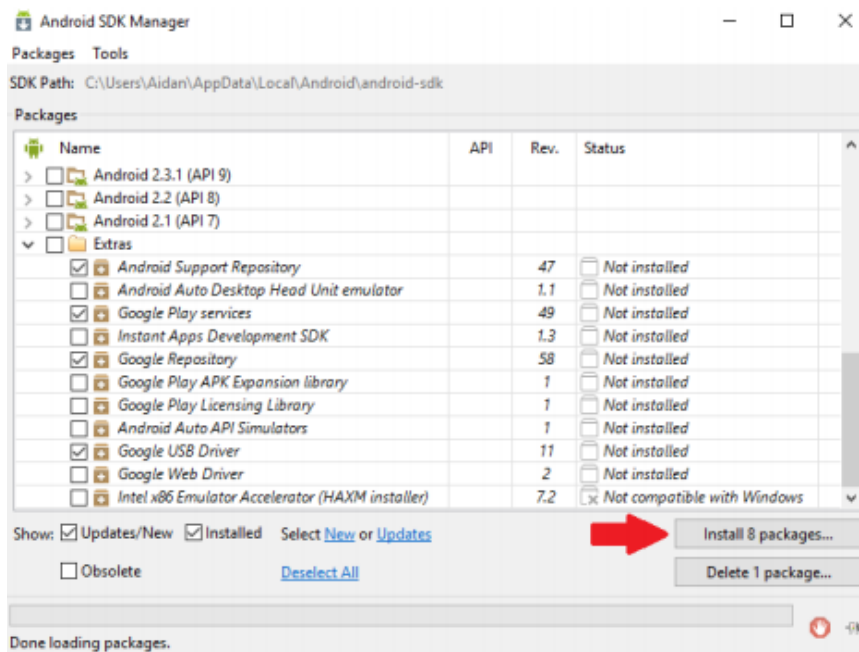 Android SDK Manager
Packages Tools
SDK Path: C:\Users\Aidan\AppData\Local\Android\android-sdk
Packages
Name API Rev. Status
Android 2.3.1 (API 9)
Android 2.2 (API 8)
Android 2.1 (API 7)
Extras
Android Support Repository 47 Not installed
Android Auto Desktop Head Unit emulator 1.1 Not installed
Google Play services 49 Not installed
Instant Apps Development SDK 1.3 Not installed
Google Repository 58 Not installed
Google Play APK Expansion library 1 Not installed
Google Play Licensing Library 1 Not installed
Android Auto API Simulators 1 Not installed
Google USB Driver 11 Not installed
Google Web Driver 2 Not installed
Intel x86 Emulator Accelerator (HAXM installer) 7.2 Not compatible with Windows
Show: Updates/New Installed Select New or Updates Install 8 packages...
Obsolete Deselect All Delete 1 package...
Done loading packages.